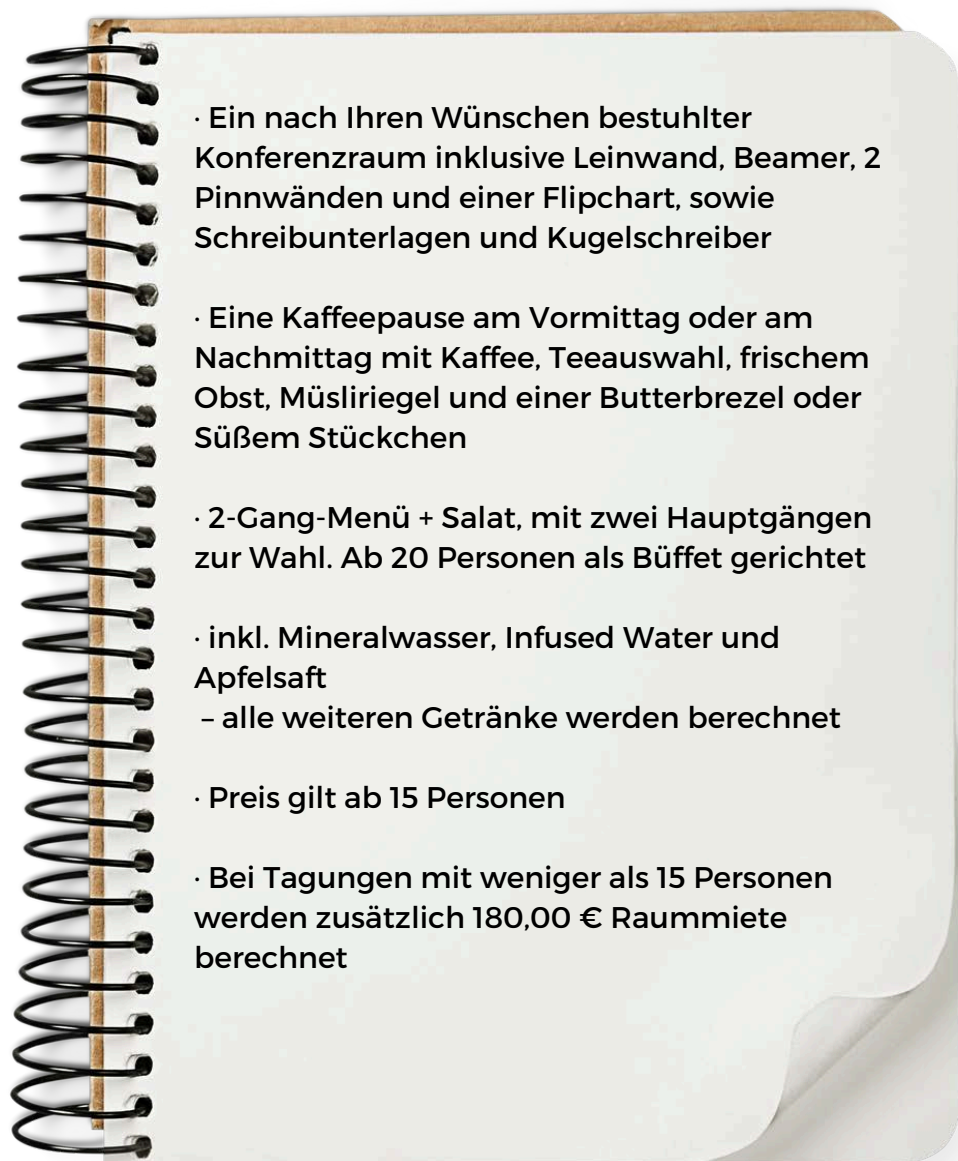 · Ein nach Ihren Wünschen bestuhlter
Konferenzraum inklusive Leinwand, Beamer, 2
Pinnwänden und einer Flipchart, sowie
Schreibunterlagen und Kugelschreiber
· Eine Kaffeepause am Vormittag oder am
Nachmittag mit Kaffee, Teeauswahl, frischem
Obst, Müsliriegel und einer Butterbrezel oder
Süßem Stückchen
· 2-Gang-Menü + Salat, mit zwei Hauptgängen
zur Wahl. Ab 20 Personen als Büffet gerichtet
· inkl. Mineralwasser, Infused Water und
Apfelsaft
– alle weiteren Getränke werden berechnet
· Preis gilt ab 15 Personen
· Bei Tagungen mit weniger als 15 Personen
werden zusätzlich 180,00 € Raummiete
berechnet